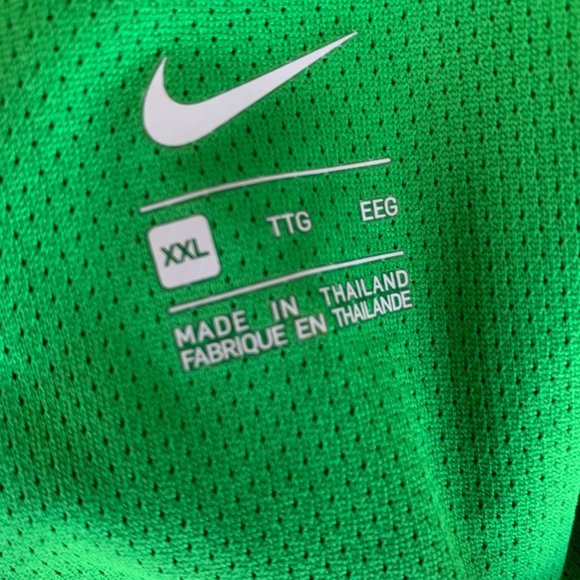 XXL TTG EEG
MADE IN THAILAND
FABRIQUE EN THAILANDE